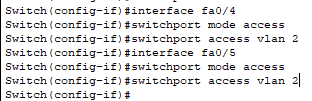 Switch(config-if)#interface fa0/4
Switch(config-if)#switchport mode access
Switch(config-if)#switchport access vlan 2
Switch(config-if)#interface fa0/5
Switch(config-if)#switchport mode access
Switch(config-if)#switchport access vlan 2
Switch(config-if)#